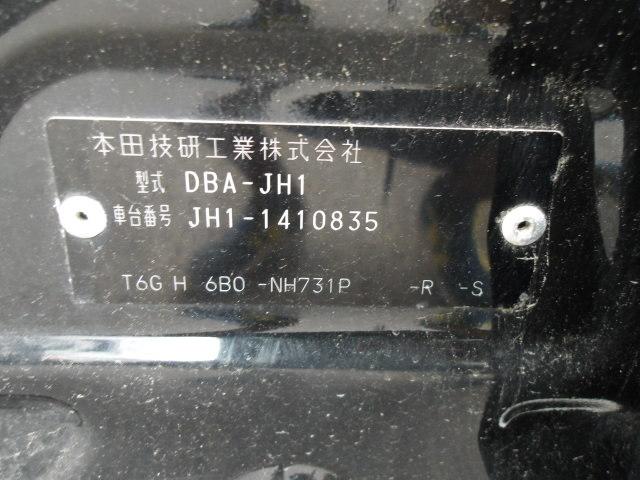 本田技研工業株式会社
型式 DBA-JH1
車台番号 JH1-1410835
T6G H 6B0 -NH731P -R -S